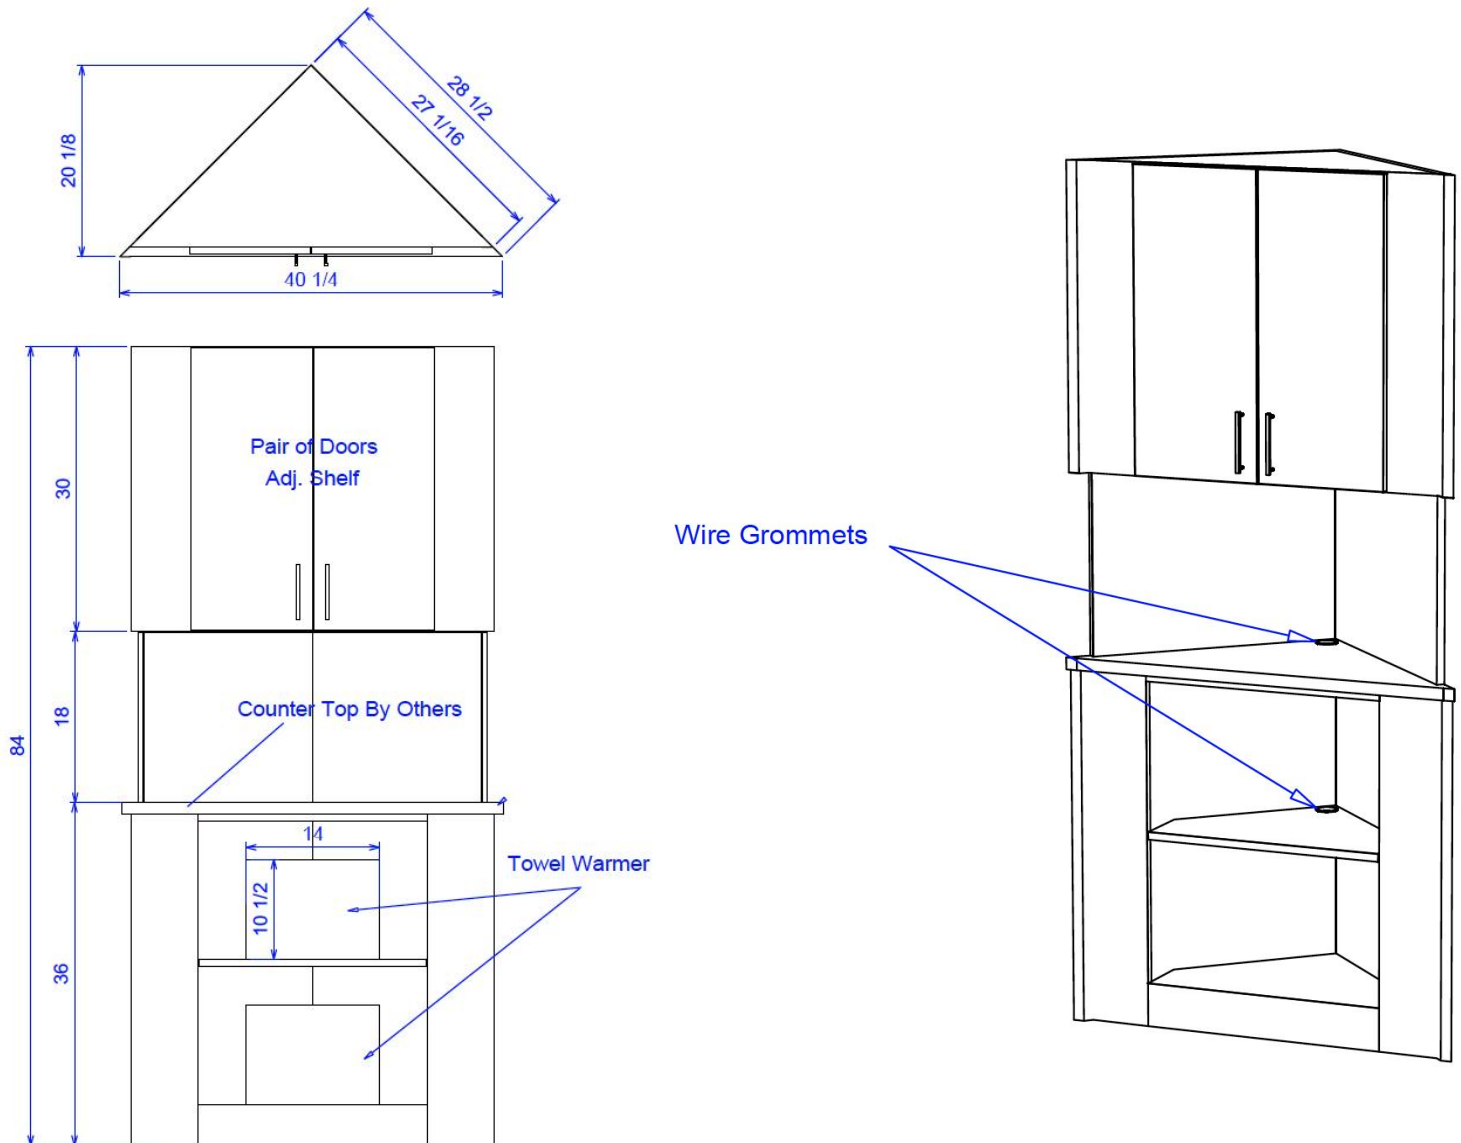 28 1/2
27 1/16
20 1/8
40 1/4
Pair of Doors
Adj. Shelf
30
Wire Grommets
18
Counter Top By Others
84
14
Towel Warmer
10 1/2
36